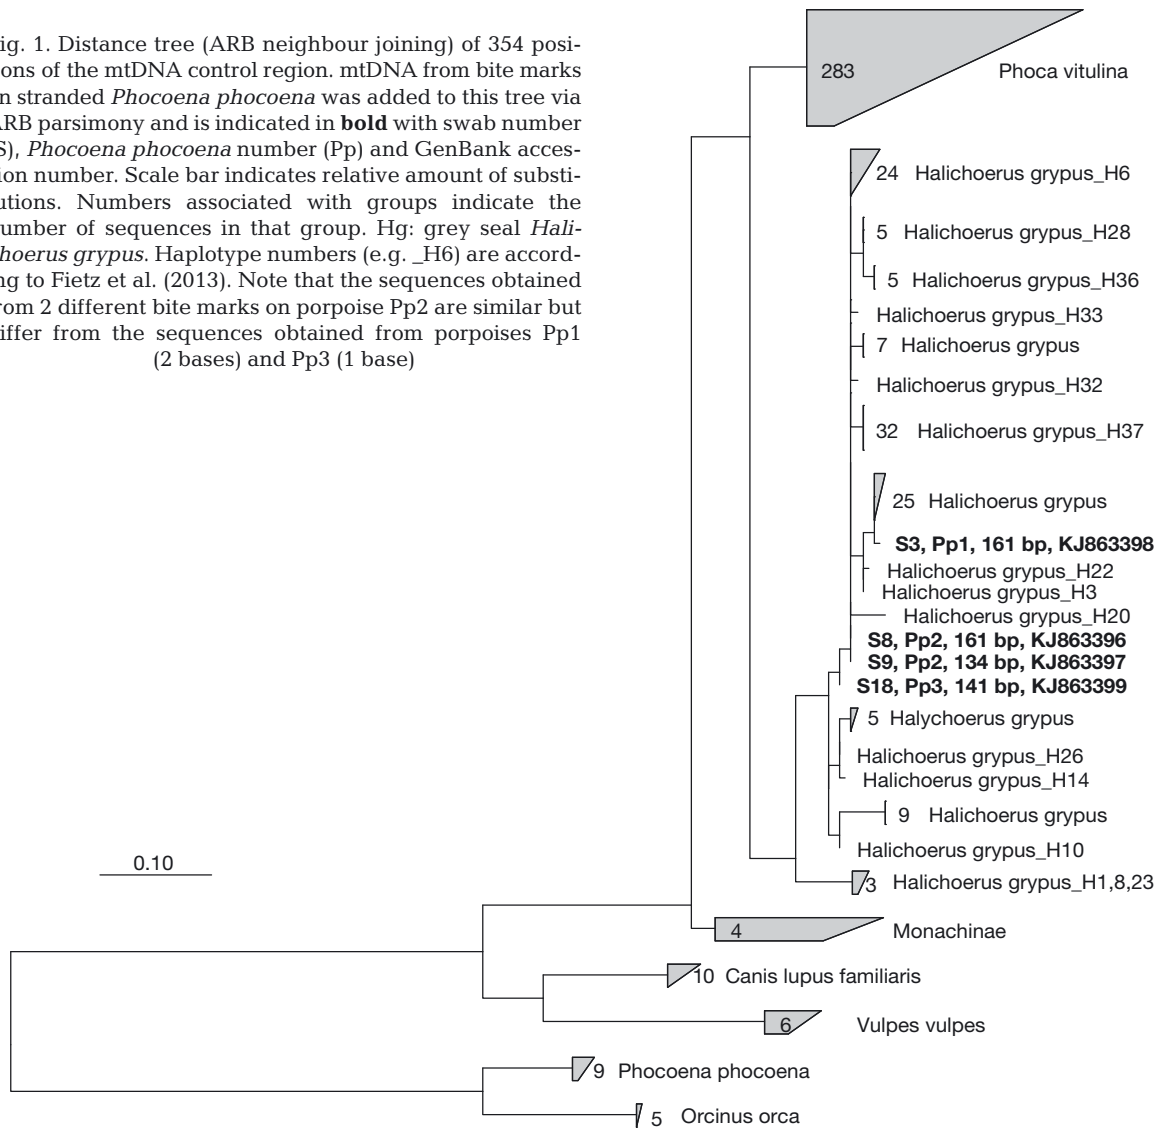 ig. 1. Distance tree (ARB neighbour joining) of 354 posi-
ons of the mtDNA control region. mtDNA from bite marks
n stranded Phocoena phocoena was added to this tree via
ARB parsimony and is indicated in bold with swab number
S), Phocoena phocoena number (Pp) and GenBank acces-
ion number. Scale bar indicates relative amount of substi-
utions. Numbers associated with groups indicate the
umber of sequences in that group. Hg: grey seal Hali-
hoerus grypus. Haplotype numbers (e.g. _H6) are accord-
ng to Fietz et al. (2013). Note that the sequences obtained
rom 2 different bite marks on porpoise Pp2 are similar but
iffer from the sequences obtained from porpoises Pp1
(2 bases) and Pp3 (1 base)
283 Phoca vitulina
24 Halichoerus grypus_H6
5 Halichoerus grypus_H28
5 Halichoerus grypus_H36
Halichoerus grypus_H33
7 Halichoerus grypus
Halichoerus grypus_H32
32 Halichoerus grypus_H37
25 Halichoerus grypus
S3, Pp1, 161 bp, KJ863398
Halichoerus grypus_H22
Halichoerus grypus_H3
Halichoerus grypus_H20
S8, Pp2, 161 bp, KJ863396
S9, Pp2, 134 bp, KJ863397
S18, Pp3, 141 bp, KJ863399
5 Halychoerus grypus
Halichoerus grypus_H26
Halichoerus grypus_H14
9 Halichoerus grypus
Halichoerus grypus_H10
0.10
3 Halichoerus grypus_H1,8,23
4 Monachinae
10 Canis lupus familiaris
6 Vulpes vulpes
9 Phocoena phocoena
5 Orcinus orca